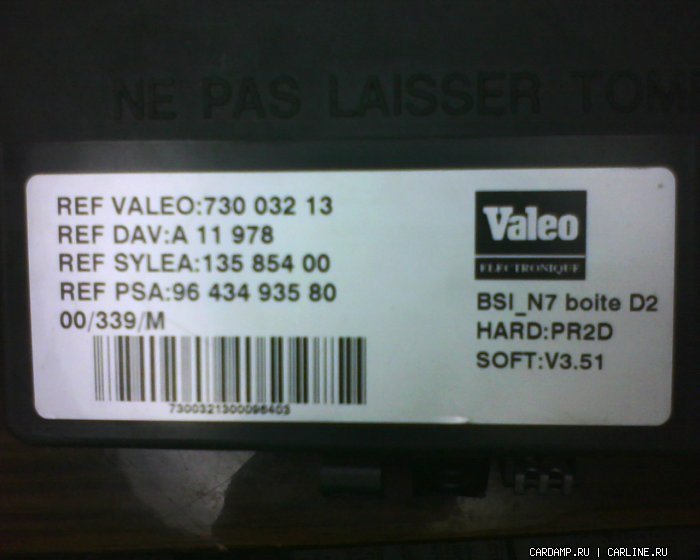 NE PAS LAISSER TOM
REF VALEO:730 032 13
REF DAV:A 11 978
REF SYLEA:135 854 00
REF PSA:96 434 935 80
00/339/M
7300321300096403
Valeo
ELECTRONIQUE
BSI_N7 boite D2
HARD:PR2D
SOFT:V3.51
CARDAMP.RU | CARLINE.RU